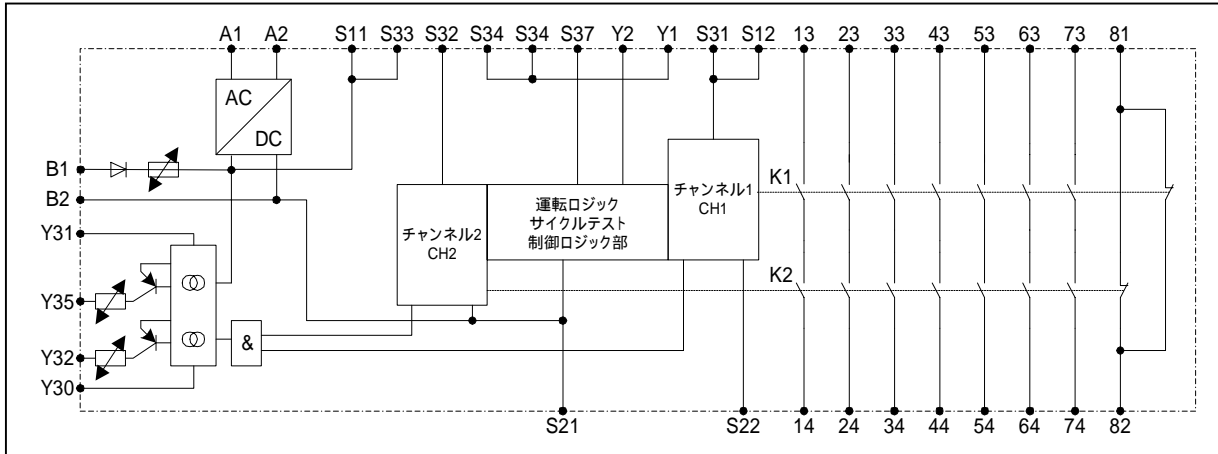 A1 A2 S11 S33 S32 S34 S34 S37 Y2 Y1 S31 S12 13 23 33 43 53 63 73 81
AC
DC
B1
B2
Y31
Y35
Y32
Y30
&
チャンネル2
CH2
運転ロジック
サイクルテスト
制御ロジック部
チャンネル1
CH1
K1
K2
S21 S22 14 24 34 44 54 64 74 82